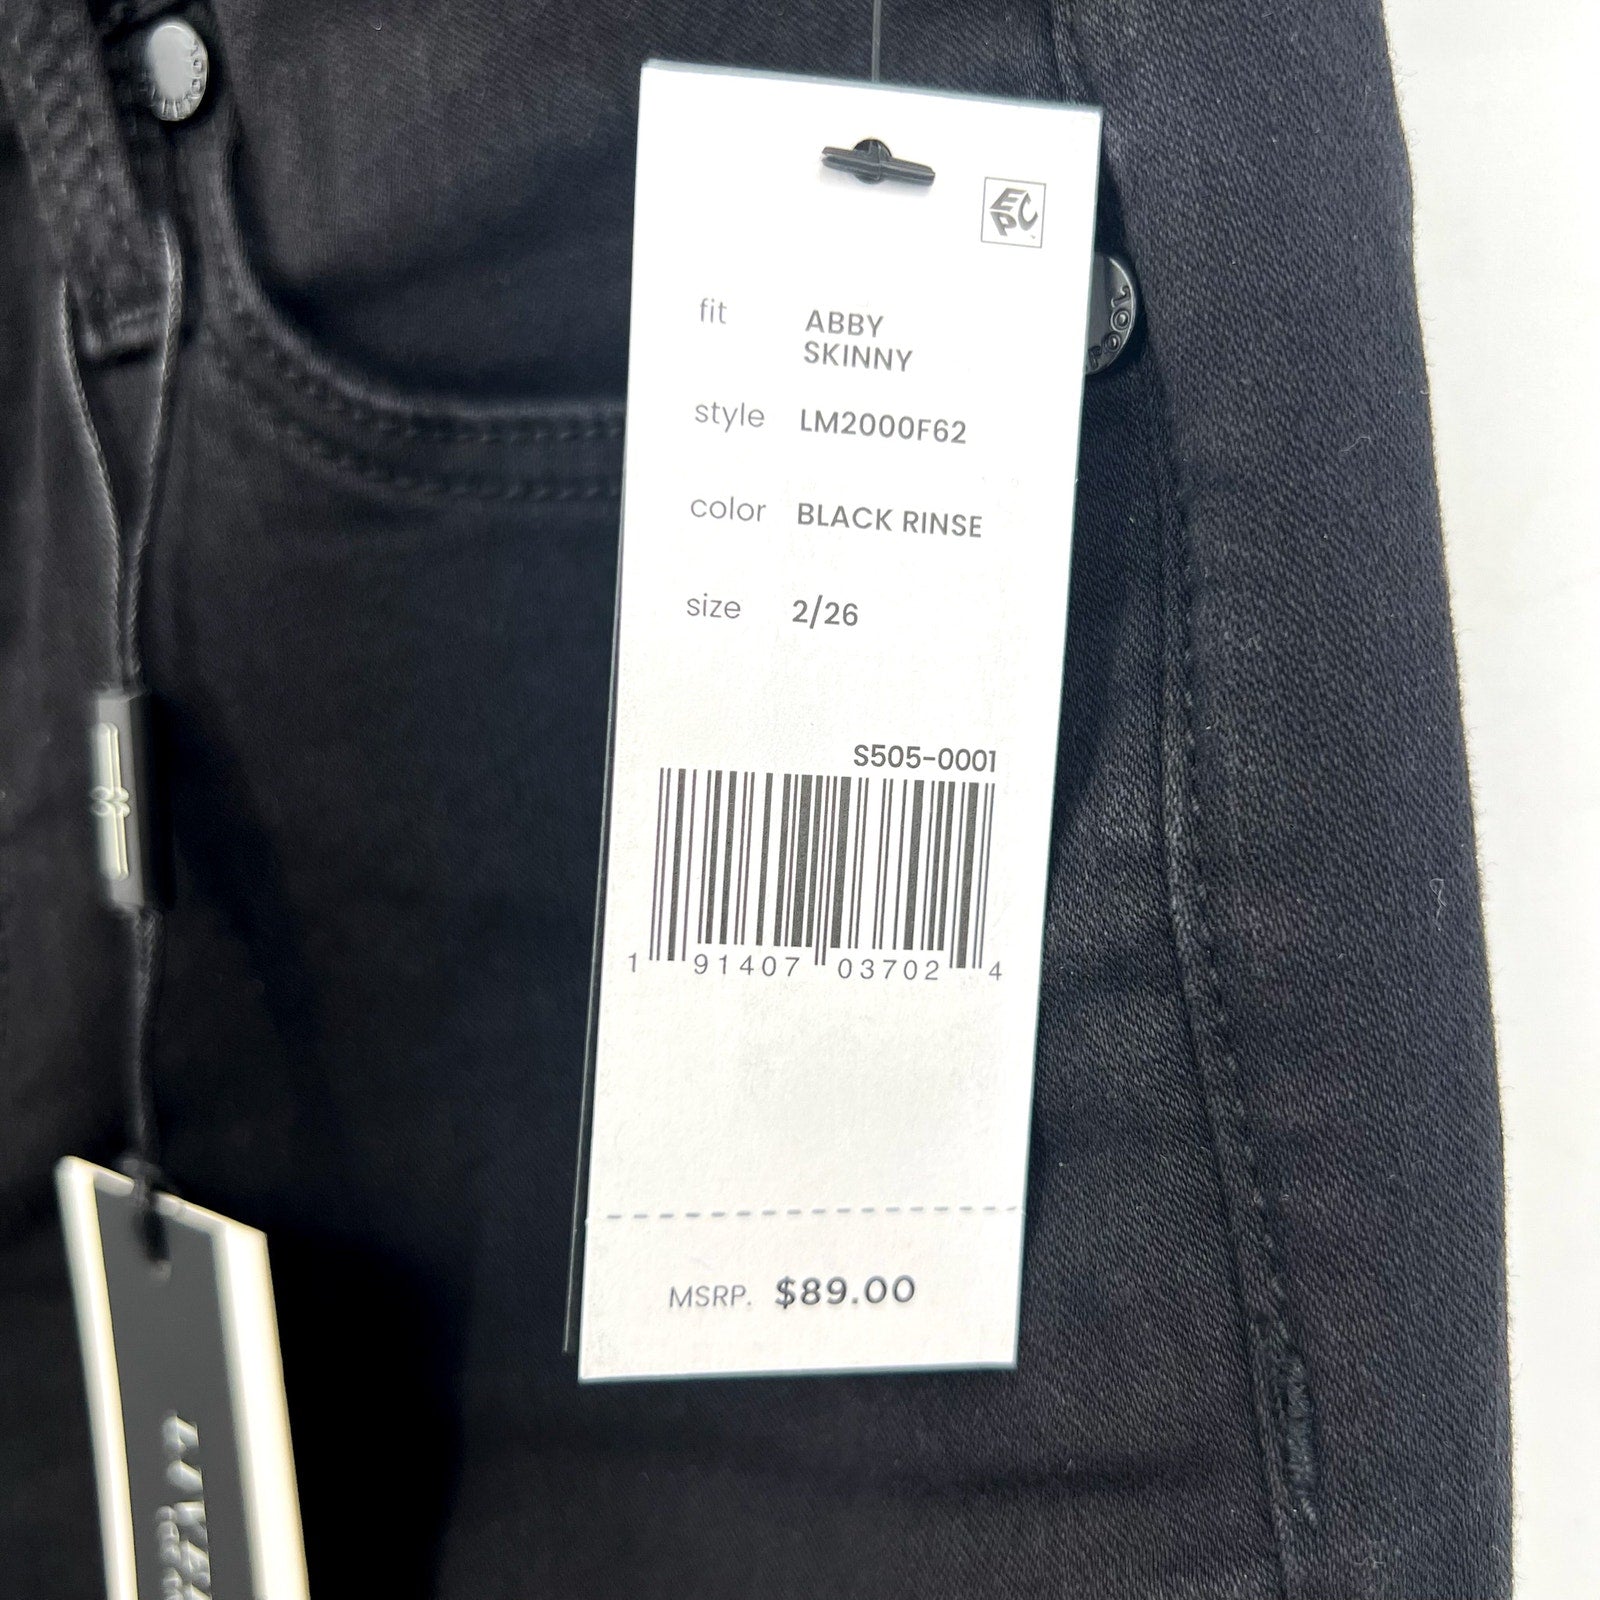 EPC
fit ABBY
SKINNY
style LM2000F62
color BLACK RINSE
size 2/26
S505-0001
1 91407 03702 4
MSRP. $89.00